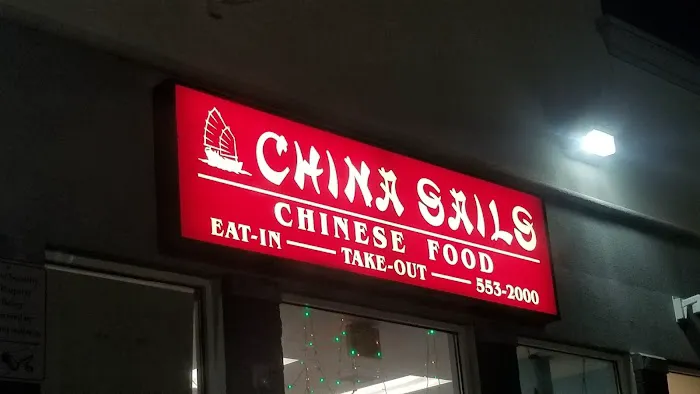 CHINA SAILS
CHINESE FOOD
EAT-IN — TAKE-OUT — 553-2000